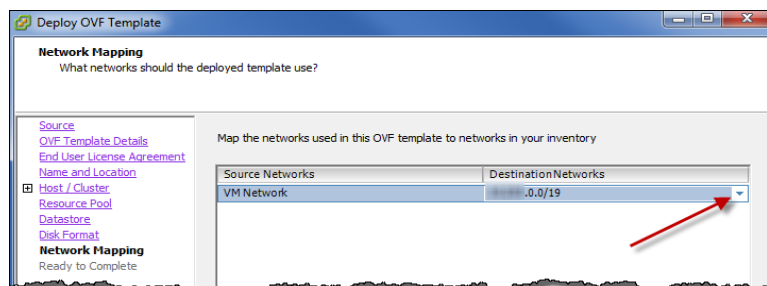 Deploy OVF Template
Network Mapping
What networks should the deployed template use?
Source
OVF Template Details
End User License Agreement
Name and Location
Host / Cluster
Resource Pool
Datastore
Disk Format
Network Mapping
Ready to Complete
Map the networks used in this OVF template to networks in your inventory
Source Networks Destination Networks
VM Network .0.0/19